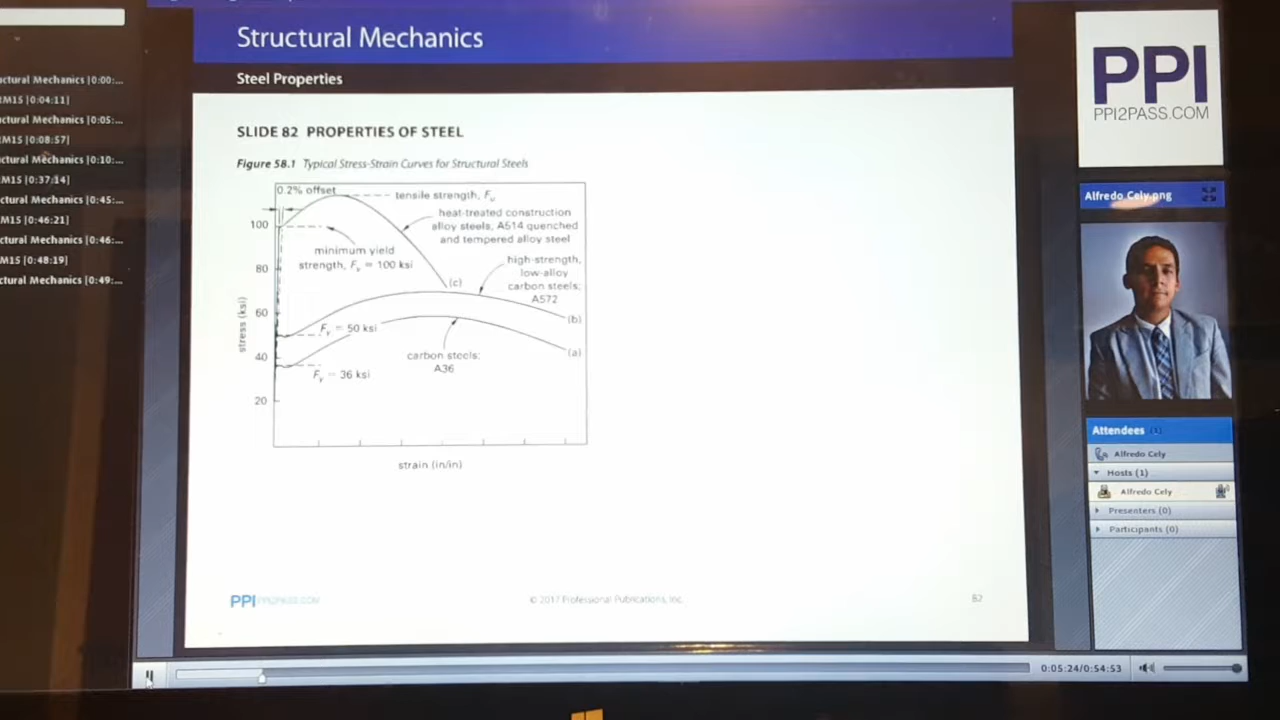 Structural Mechanics
Steel Properties
SLIDE 82 PROPERTIES OF STEEL
Figure 58.1 Typical Stress-Strain Curves for Structural Steels
0.2% offset
tensile strength, Fu
heat-treated construction
alloy steels; A514 quenched
and tempered alloy steel
minimum yield
strength, Fy = 100 ksi
high-strength,
low-alloy
carbon steels;
A572
(c)
(b)
(a)
Fy = 50 ksi
carbon steels;
A36
Fy = 36 ksi
100
80
60
40
20
stress (ksi)
strain (in/in)
PPI PPI2PASS.COM
© 2017 Professional Publications, Inc.
82
ctural Mechanics [0:00:...
M15 [0:04:11]
ctural Mechanics [0:05:...
M15 [0:08:57]
ctural Mechanics [0:10:...
M15 [0:37:14]
ctural Mechanics [0:45:...
M15 [0:46:21]
ctural Mechanics [0:46:...
M15 [0:48:19]
ctural Mechanics [0:49:...
PPI
PPI2PASS.COM
Alfredo Cely.png
Attendees (1)
Alfredo Cely
Hosts (1)
Alfredo Cely
Presenters (0)
Participants (0)
0:05:24/0:54:53